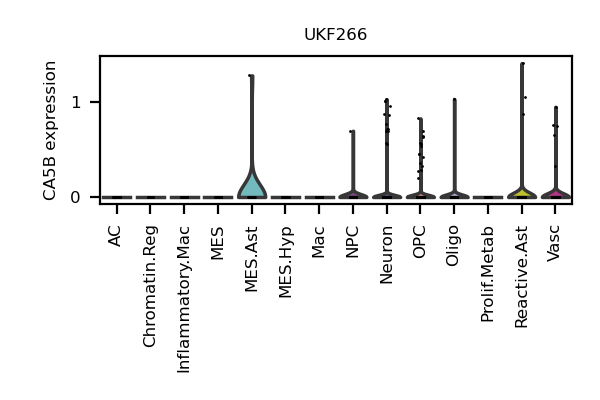 UKF266
CA5B expression
1
0
AC
Chromatin.Reg
Inflammatory.Mac
MES
MES.Ast
MES.Hyp
Mac
NPC
Neuron
OPC
Oligo
Prolif.Metab
Reactive.Ast
Vasc